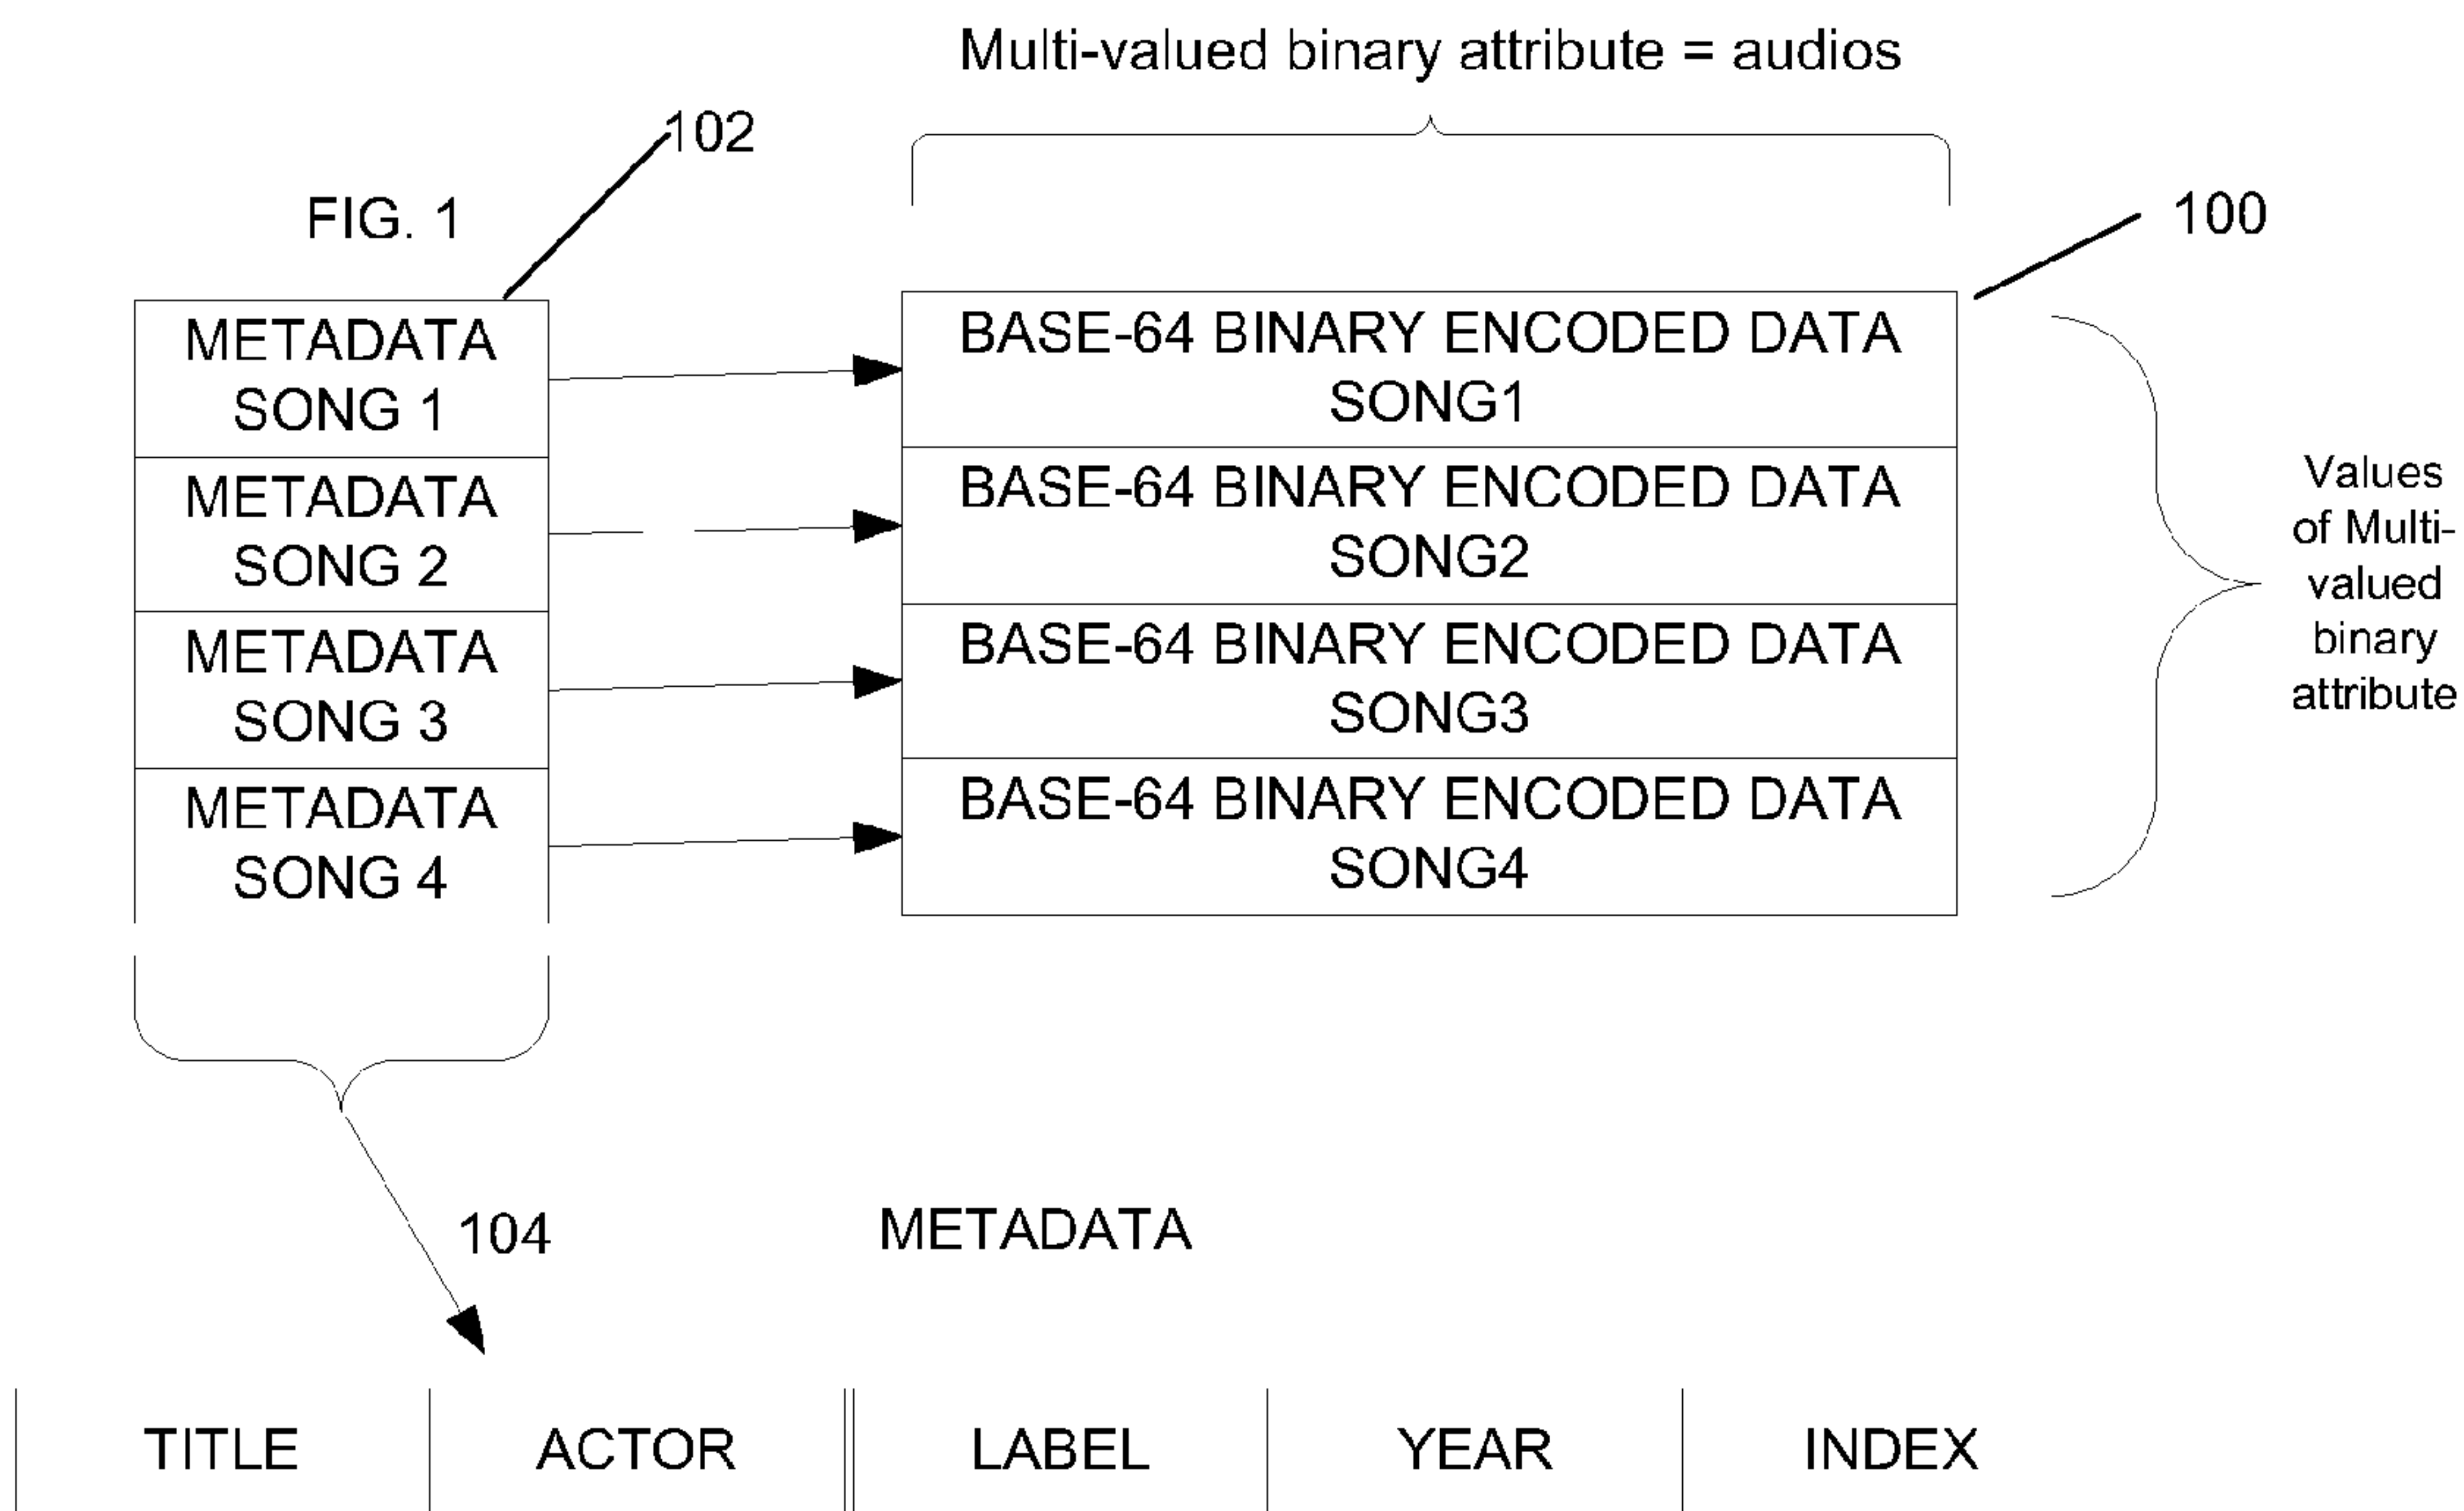 Multi-valued binary attribute = audios
102
FIG. 1
100
METADATA
SONG 1
BASE-64 BINARY ENCODED DATA
SONG1
METADATA
SONG 2
BASE-64 BINARY ENCODED DATA
SONG2
METADATA
SONG 3
BASE-64 BINARY ENCODED DATA
SONG3
METADATA
SONG 4
BASE-64 BINARY ENCODED DATA
SONG4
Values
of Multi-
valued
binary
attribute
104
METADATA
TITLE
ACTOR
LABEL
YEAR
INDEX